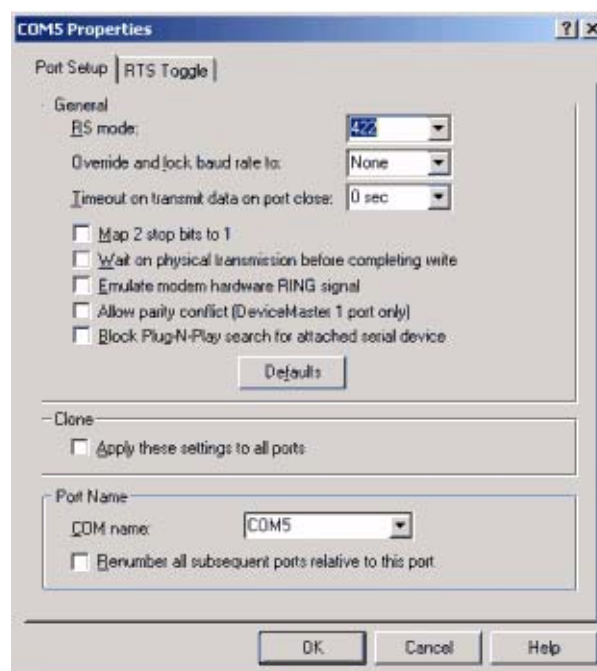 COM5 Properties
Port Setup RTS Toggle
General
RS mode: 422
Override and lock baud rate to: None
Timeout on transmit data on port close: 0 sec
Map 2 stop bits to 1
Wait on physical transmission before completing write
Emulate modem hardware RING signal
Allow parity conflict (DeviceMaster 1 port only)
Block Plug-N-Play search for attached serial device
Defaults
Clone
Apply these settings to all ports
Port Name
COM name: COM5
Renumber all subsequent ports relative to this port
OK Cancel Help